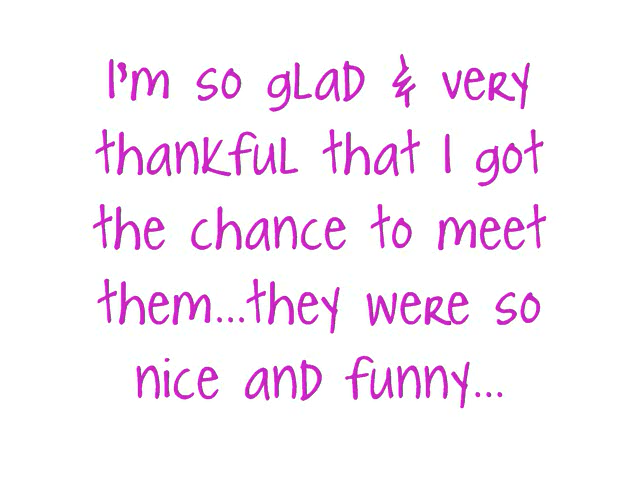 I'm so glad & very
thankful that I got
the chance to meet
them...they were so
nice and funny...